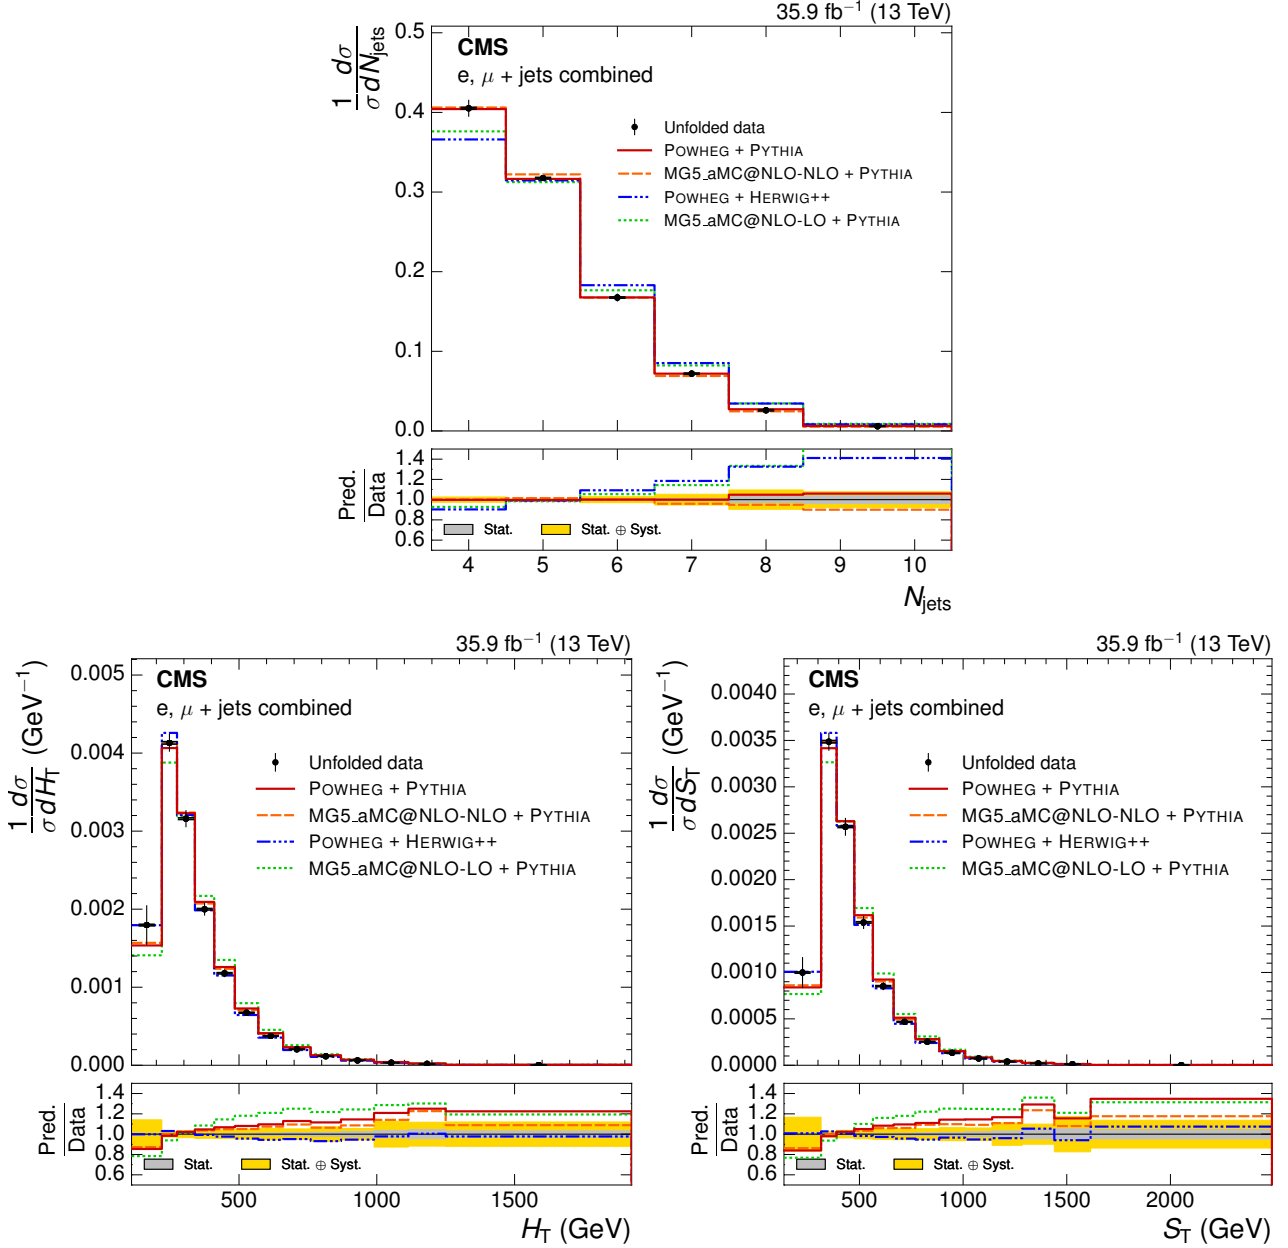 35.9 fb⁻¹ (13 TeV)
1/σ dσ/dN_jets
CMS
e, μ + jets combined
Unfolded data
POWHEG + PYTHIA
MG5_aMC@NLO-NLO + PYTHIA
POWHEG + HERWIG++
MG5_aMC@NLO-LO + PYTHIA
0.5
0.4
0.3
0.2
0.1
0.0
Pred. / Data
1.4
1.2
1.0
0.8
0.6
Stat.
Stat. ⊕ Syst.
4 5 6 7 8 9 10
N_jets
35.9 fb⁻¹ (13 TeV)
1/σ dσ/dH_T (GeV⁻¹)
CMS
e, μ + jets combined
Unfolded data
POWHEG + PYTHIA
MG5_aMC@NLO-NLO + PYTHIA
POWHEG + HERWIG++
MG5_aMC@NLO-LO + PYTHIA
0.005
0.004
0.003
0.002
0.001
0.000
Pred. / Data
1.4
1.2
1.0
0.8
0.6
Stat.
Stat. ⊕ Syst.
500 1000 1500
H_T (GeV)
35.9 fb⁻¹ (13 TeV)
1/σ dσ/dS_T (GeV⁻¹)
CMS
e, μ + jets combined
Unfolded data
POWHEG + PYTHIA
MG5_aMC@NLO-NLO + PYTHIA
POWHEG + HERWIG++
MG5_aMC@NLO-LO + PYTHIA
0.0040
0.0035
0.0030
0.0025
0.0020
0.0015
0.0010
0.0005
0.0000
Pred. / Data
1.4
1.2
1.0
0.8
0.6
Stat.
Stat. ⊕ Syst.
500 1000 1500 2000
S_T (GeV)